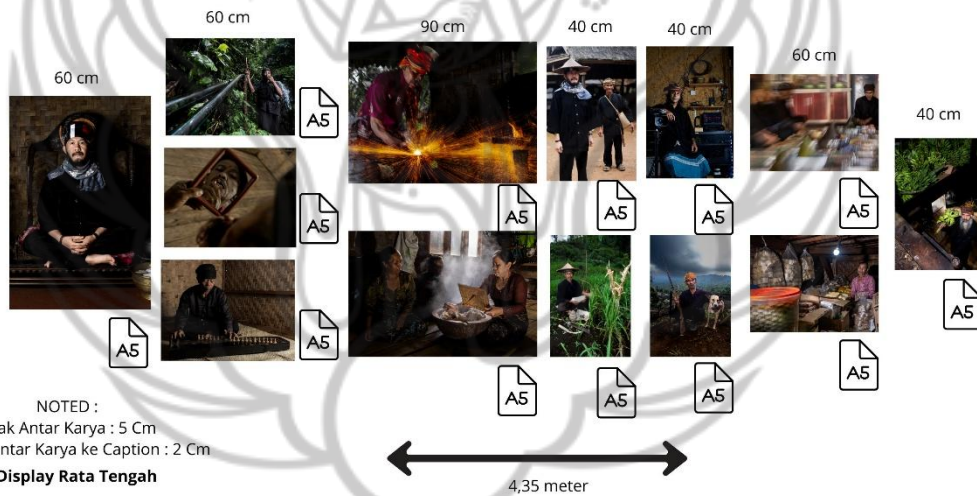 60 cm
60 cm
90 cm
40 cm
40 cm
60 cm
40 cm
A5
A5
A5
A5
A5
A5
A5
A5
A5
A5
A5
A5
A5
NOTED :
Antar Karya : 5 Cm
Karya ke Caption : 2 Cm
Display Rata Tengah
4,35 meter